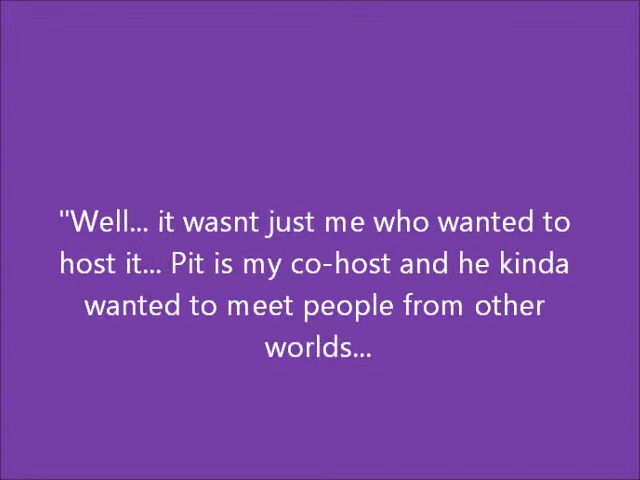 "Well... it wasnt just me who wanted to
host it... Pit is my co-host and he kinda
wanted to meet people from other
worlds...